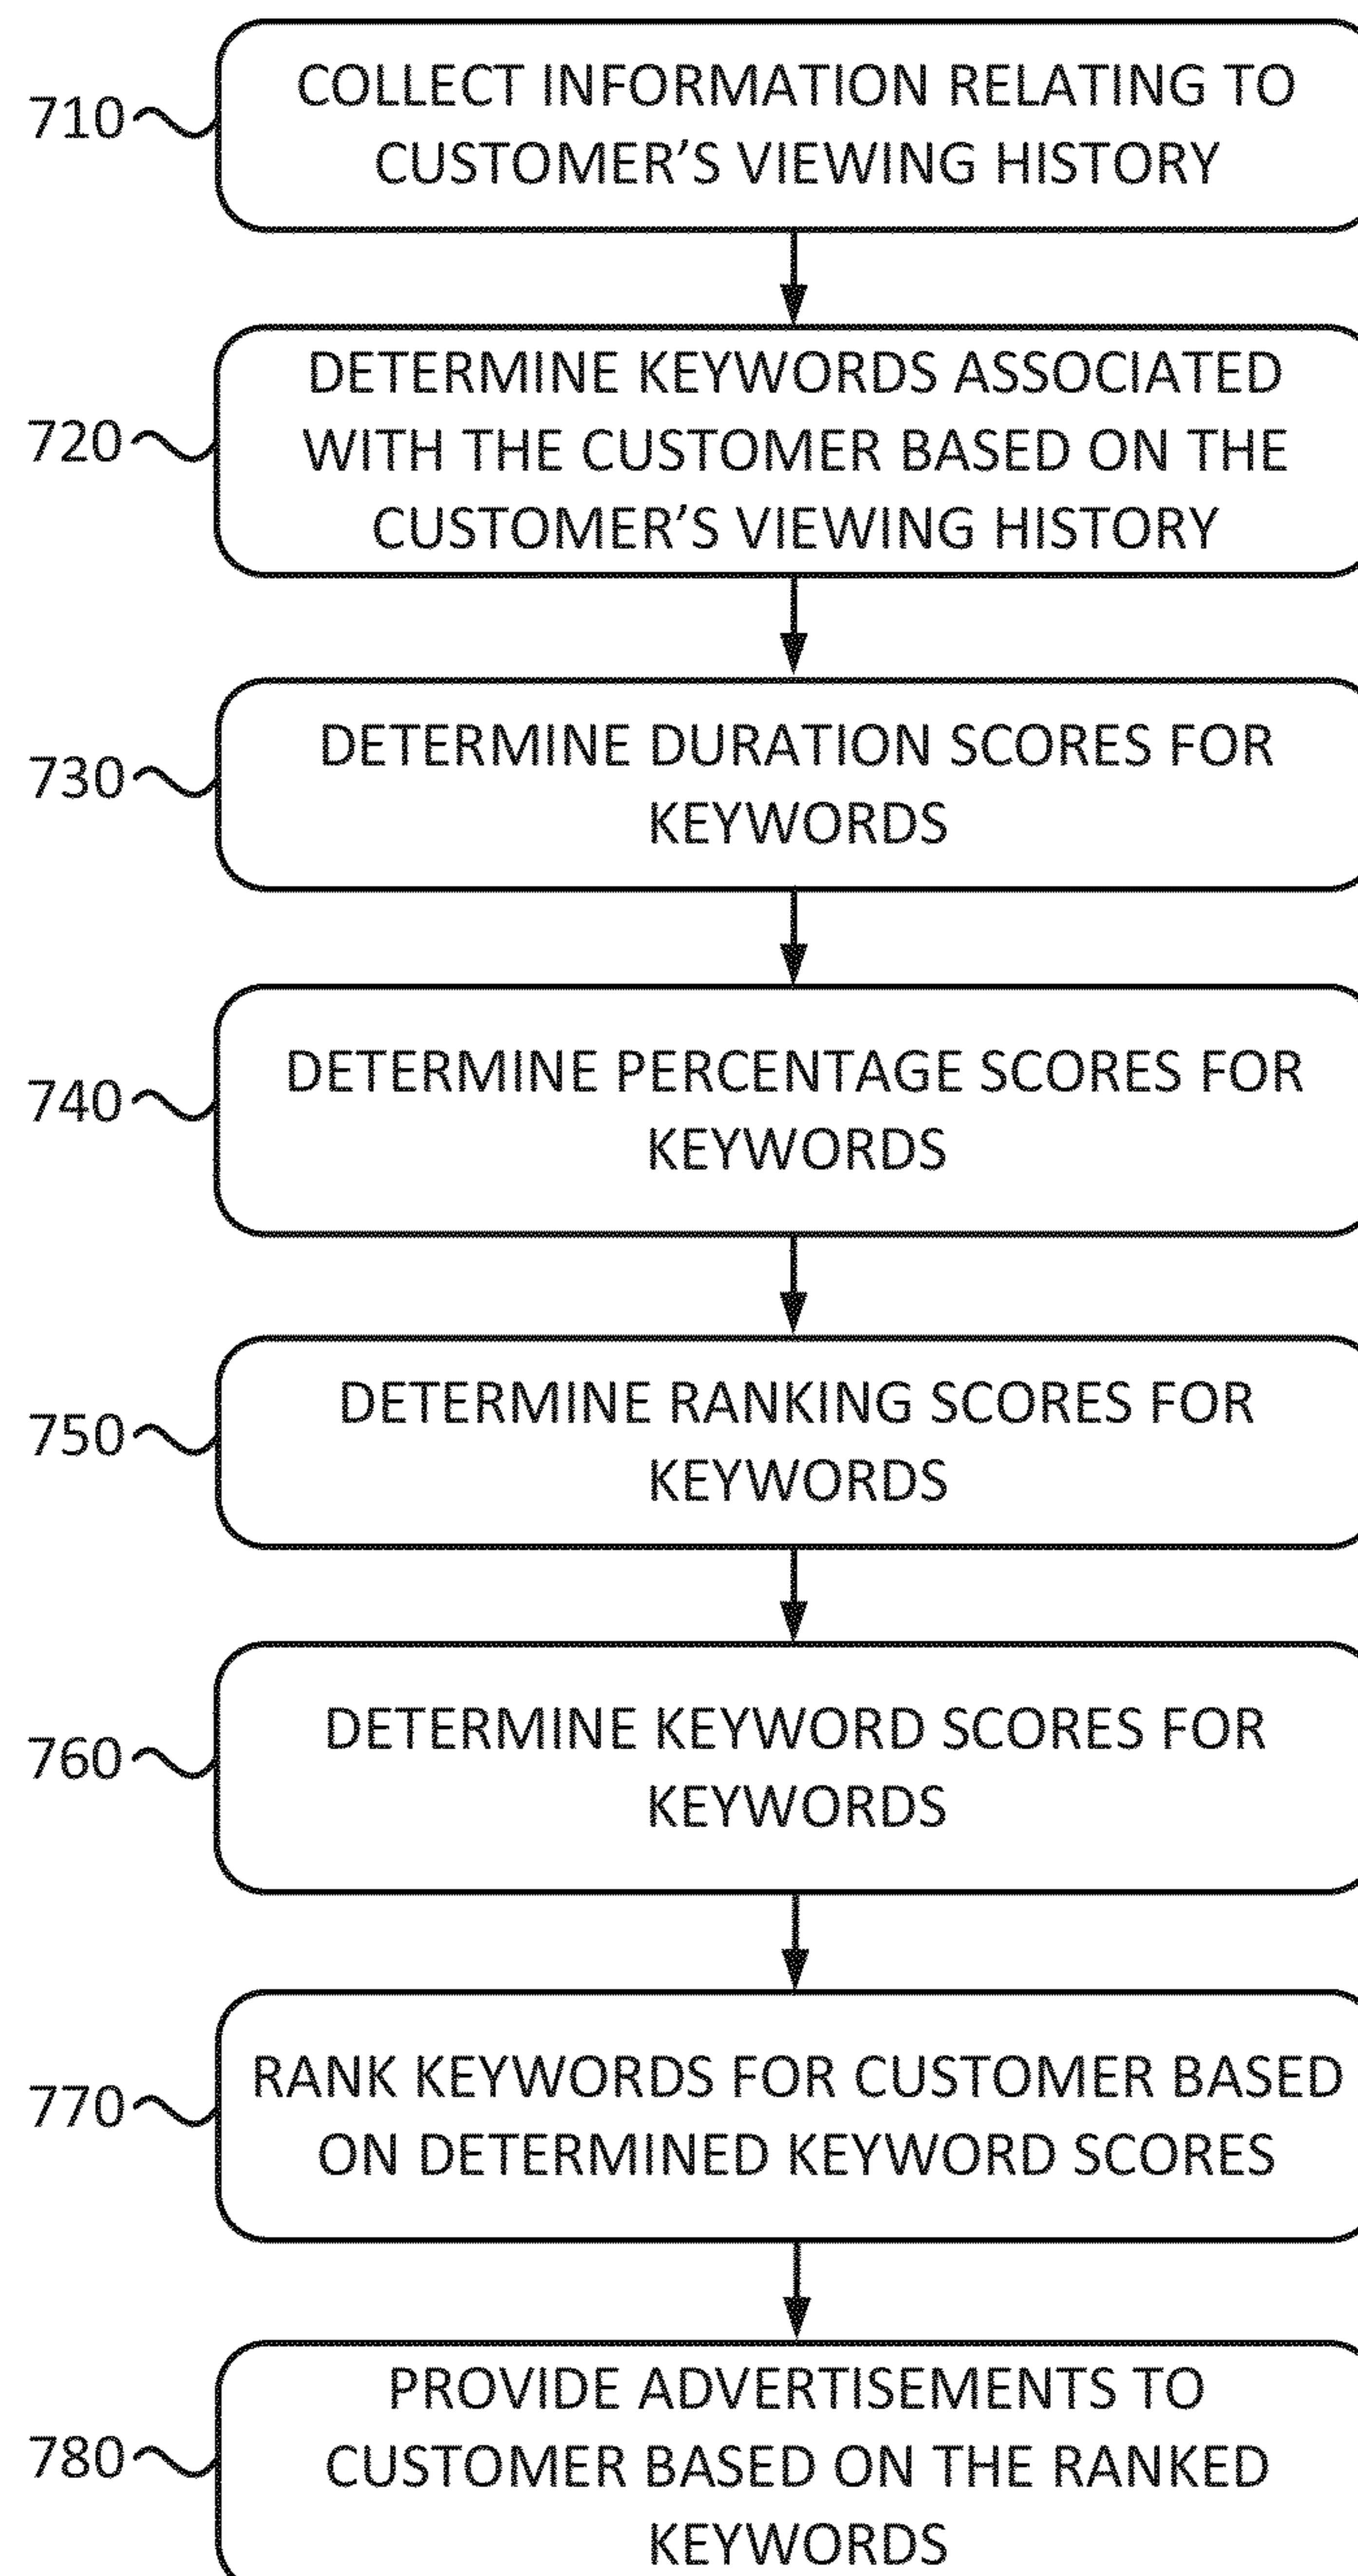 COLLECT INFORMATION RELATING TO
710
CUSTOMER'S VIEWING HISTORY
DETERMINE KEYWORDS ASSOCIATED
720
WITH THE CUSTOMER BASED ON THE
CUSTOMER'S VIEWING HISTORY
DETERMINE DURATION SCORES FOR
730
KEYWORDS
DETERMINE PERCENTAGE SCORES FOR
740
KEYWORDS
DETERMINE RANKING SCORES FOR
750
KEYWORDS
DETERMINE KEYWORD SCORES FOR
760
KEYWORDS
RANK KEYWORDS FOR CUSTOMER BASED
770
ON DETERMINED KEYWORD SCORES
PROVIDE ADVERTISEMENTS TO
780
CUSTOMER BASED ON THE RANKED
KEYWORDS